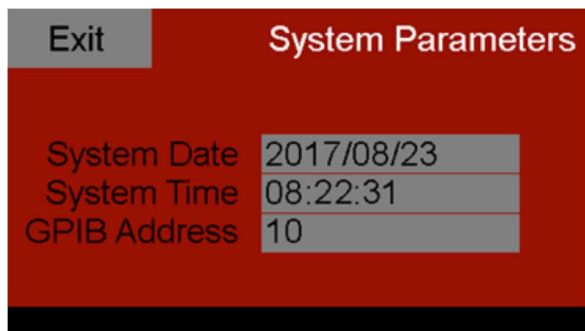 Exit System Parameters
System Date 2017/08/23
System Time 08:22:31
GPIB Address 10